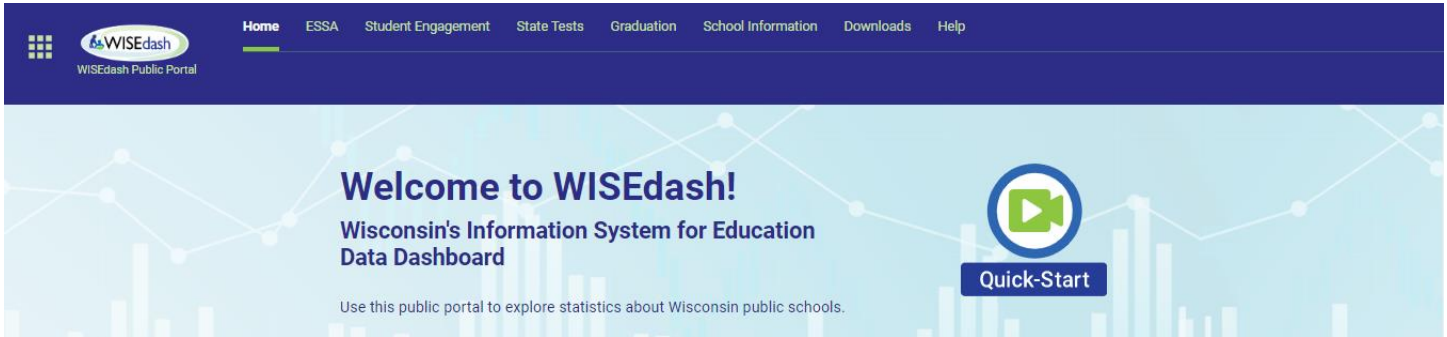 WISEdash
WISEdash Public Portal
Home ESSA Student Engagement State Tests Graduation School Information Downloads Help
Welcome to WISEdash!
Wisconsin's Information System for Education
Data Dashboard
Use this public portal to explore statistics about Wisconsin public schools.
Quick-Start